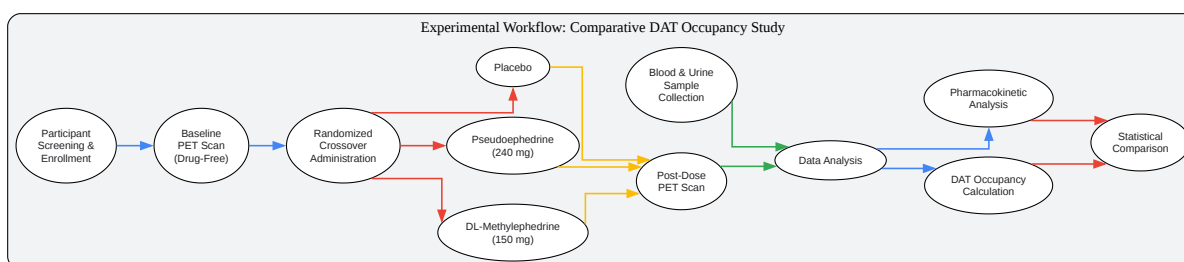 Experimental Workflow: Comparative DAT Occupancy Study
Participant
Screening &
Enrollment
Baseline
PET Scan
(Drug-Free)
Randomized
Crossover
Administration
Placebo
Pseudoephedrine
(240 mg)
DL-Methylephedrine
(150 mg)
Blood & Urine
Sample
Collection
Post-Dose
PET Scan
Data Analysis
Pharmacokinetic
Analysis
DAT Occupancy
Calculation
Statistical
Comparison